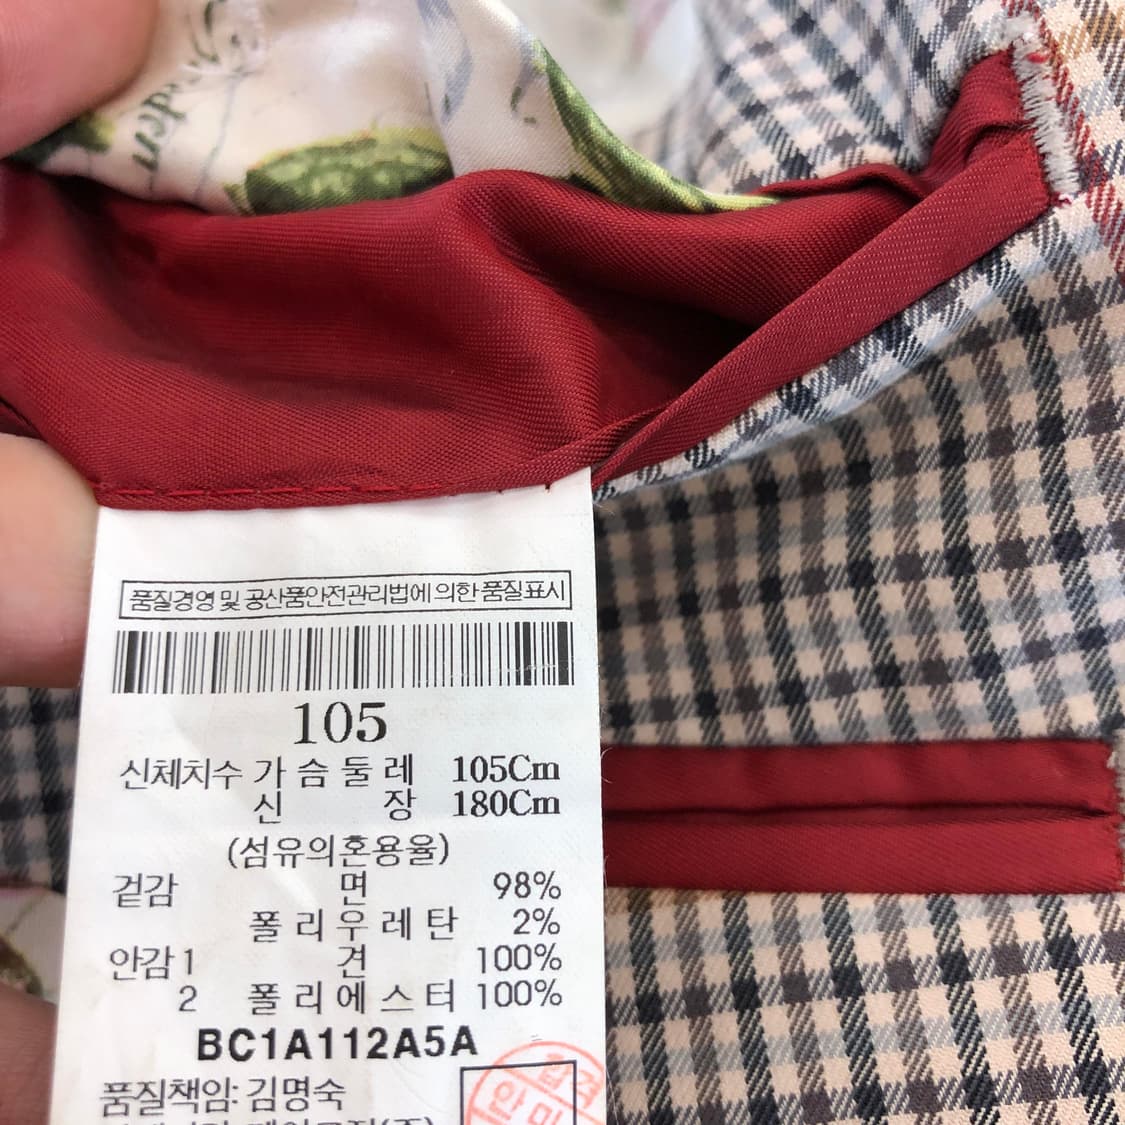 den
품질경영 및 공산품안전관리법에 의한 품질표시
105
신체치수 가 슴 둘 레 105Cm
신 장 180Cm
(섬유의혼용율)
겉감 면 98%
폴 리 우 레 탄 2%
안감 1 견 100%
2 폴 리 에 스 터 100%
BC1A112A5A
품질책임: 김명숙